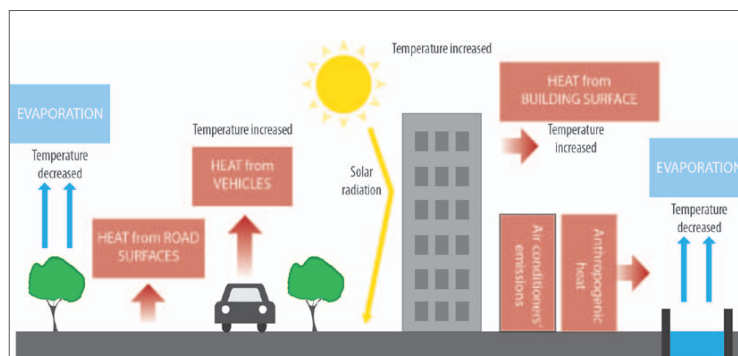 EVAPORATION
Temperature
decreased
HEAT from ROAD
SURFACES
Temperature increased
HEAT from
VEHICLES
Solar
radiation
Temperature increased
HEAT from
BUILDING SURFACE
Temperature
increased
Air conditioners'
emissions
Anthropogenic
heat
EVAPORATION
Temperature
decreased